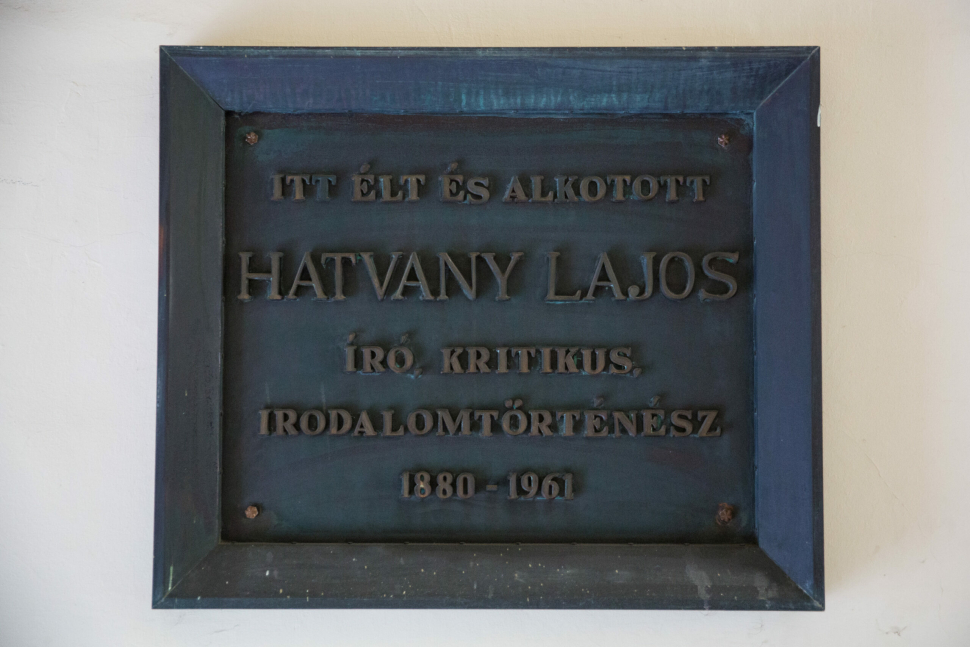 ITT ÉLT ÉS ALKOTOTT
HATVANY LAJOS
ÍRÓ, KRITIKUS,
IRODALOMTÖRTÉNÉSZ
1880 - 1961